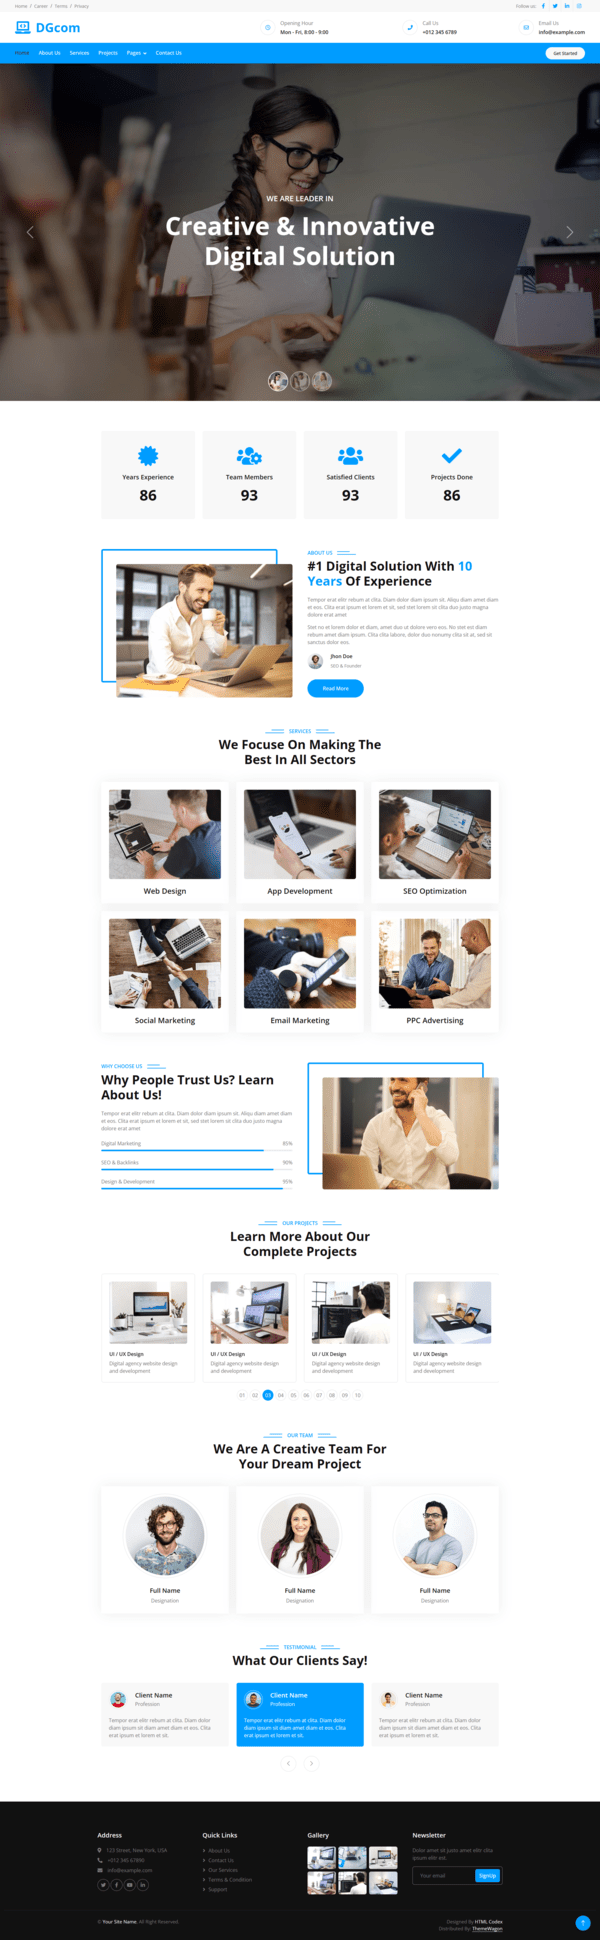 Home / Career / Terms / Privacy
Follow us:
DGcom
Opening Hour
Mon - Fri, 8:00 - 9:00
Call Us
+012 345 6789
Email Us
info@example.com
Home About Us Services Projects Pages Contact Us
Get Started
WE ARE LEADER IN
Creative & Innovative
Digital Solution
Years Experience
86
Team Members
93
Satisfied Clients
93
Projects Done
86
ABOUT US
#1 Digital Solution With 10
Years Of Experience
Tempor erat elitr rebum at clita. Diam dolor diam ipsum sit. Aliqu diam amet diam
et eos. Clita erat ipsum et lorem et sit, sed stet lorem sit clita duo justo magna
dolore erat amet
Stet no et lorem dolor et diam, amet duo ut dolore vero eos. No stet est diam
rebum amet diam ipsum. Clita clita labore, dolor duo nonumy clita sit at, sed sit
sanctus dolor eos.
Jhon Doe
SEO & Founder
Read More
SERVICES
We Focus On Making The
Best In All Sectors
Web Design
App Development
SEO Optimization
Social Marketing
Email Marketing
PPC Advertising
WHY CHOOSE US
Why People Trust Us? Learn
About Us!
Tempor erat elitr rebum at clita. Diam dolor diam ipsum sit. Aliqu diam amet diam
et eos. Clita erat ipsum et lorem et sit, sed stet lorem sit clita duo justo magna
dolore erat amet
Digital Marketing 85%
SEO & Backlinks 90%
Design & Development 95%
OUR PROJECTS
Learn More About Our
Complete Projects
UI / UX Design
Digital agency website design
and development
UI / UX Design
Digital agency website design
and development
UI / UX Design
Digital agency website design
and development
UI / UX Design
Digital agency website design
and development
01 02 03 04 05 06 07 08 09 10
OUR TEAM
We Are A Creative Team For
Your Dream Project
Full Name
Designation
Full Name
Designation
Full Name
Designation
TESTIMONIAL
What Our Clients Say!
Client Name
Profession
Tempor erat elitr rebum at clita. Diam dolor
diam ipsum sit diam amet diam et eos. Clita
erat ipsum et lorem et sit.
Client Name
Profession
Tempor erat elitr rebum at clita. Diam dolor
diam ipsum sit diam amet diam et eos. Clita
erat ipsum et lorem et sit.
Client Name
Profession
Tempor erat elitr rebum at clita. Diam dolor
diam ipsum sit diam amet diam et eos. Clita
erat ipsum et lorem et sit.
Address
123 Street, New York, USA
+012 345 67890
info@example.com
Quick Links
About Us
Contact Us
Our Services
Terms & Condition
Support
Gallery
Newsletter
Dolor amet sit justo amet elitr clita
ipsum elitr est.
Your email
SignUp
© Your Site Name, All Right Reserved.
Designed By HTML Codex
Distributed By: ThemeWagon